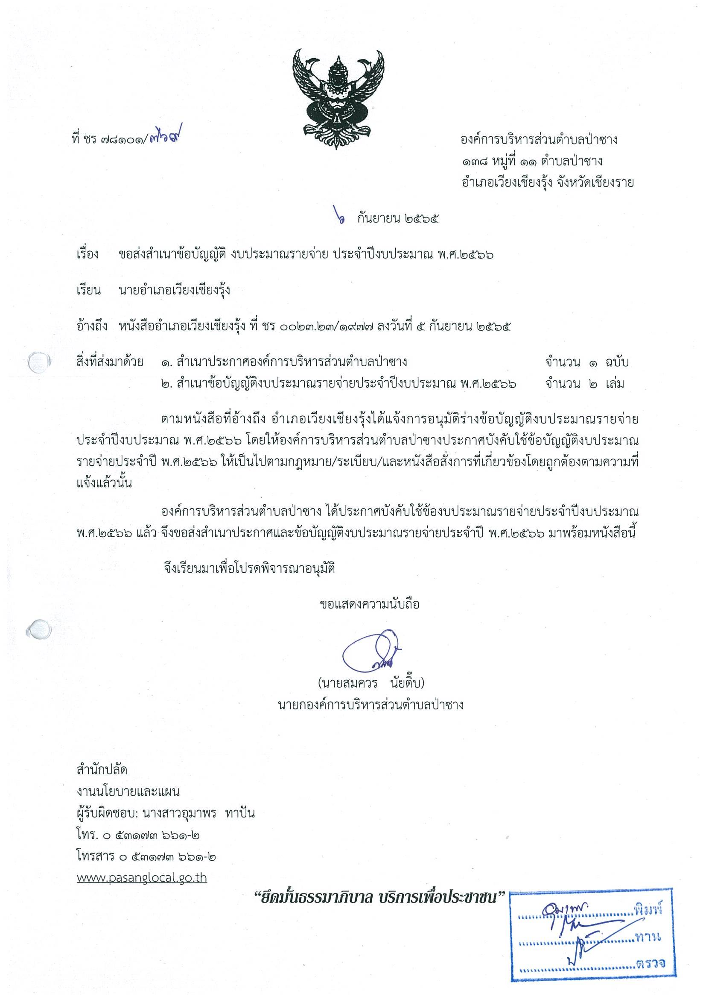 ที่ ชร ๗๘๑๐๑/๓๖๗
องค์การบริหารส่วนตำบลป่าซาง
๑๓๘ หมู่ที่ ๑๑ ตำบลป่าซาง
อำเภอเวียงเชียงรุ้ง จังหวัดเชียงราย
๖ กันยายน ๒๕๖๕
เรื่อง ขอส่งสำเนาข้อบัญญัติ งบประมาณรายจ่าย ประจำปีงบประมาณ พ.ศ.๒๕๖๖
เรียน นายอำเภอเวียงเชียงรุ้ง
อ้างถึง หนังสืออำเภอเวียงเชียงรุ้ง ที่ ชร ๐๐๒๓.๒๓/๑๙๗๗ ลงวันที่ ๕ กันยายน ๒๕๖๕
สิ่งที่ส่งมาด้วย ๑. สำเนาประกาศองค์การบริหารส่วนตำบลป่าซาง จำนวน ๑ ฉบับ
๒. สำเนาข้อบัญญัติงบประมาณรายจ่ายประจำปีงบประมาณ พ.ศ.๒๕๖๖ จำนวน ๒ เล่ม
ตามหนังสือที่อ้างถึง อำเภอเวียงเชียงรุ้งได้แจ้งการอนุมัติร่างข้อบัญญัติงบประมาณรายจ่าย
ประจำปีงบประมาณ พ.ศ.๒๕๖๖ โดยให้องค์การบริหารส่วนตำบลป่าซางประกาศบังคับใช้ข้อบัญญัติงบประมาณ
รายจ่ายประจำปี พ.ศ.๒๕๖๖ ให้เป็นไปตามกฎหมาย/ระเบียบ/และหนังสือสั่งการที่เกี่ยวข้องโดยถูกต้องตามความที่
แจ้งแล้วนั้น
องค์การบริหารส่วนตำบลป่าซาง ได้ประกาศบังคับใช้ข้องบประมาณรายจ่ายประจำปีงบประมาณ
พ.ศ.๒๕๖๖ แล้ว จึงขอส่งสำเนาประกาศและข้อบัญญัติงบประมาณรายจ่ายประจำปี พ.ศ.๒๕๖๖ มาพร้อมหนังสือนี้
จึงเรียนมาเพื่อโปรดพิจารณาอนุมัติ
ขอแสดงความนับถือ
(นายสมควร นัยติ๊บ)
นายกองค์การบริหารส่วนตำบลป่าซาง
สำนักปลัด
งานนโยบายและแผน
ผู้รับผิดชอบ: นางสาวอุมาพร ทาปัน
โทร. ๐ ๕๓๑๗๓ ๖๖๑-๒
โทรสาร ๐ ๕๓๑๗๓ ๖๖๑-๒
www.pasanglocal.go.th
“ยึดมั่นธรรมาภิบาล บริการเพื่อประชาชน”
อุมาพร พิมพ์
ทาน
ตรวจ